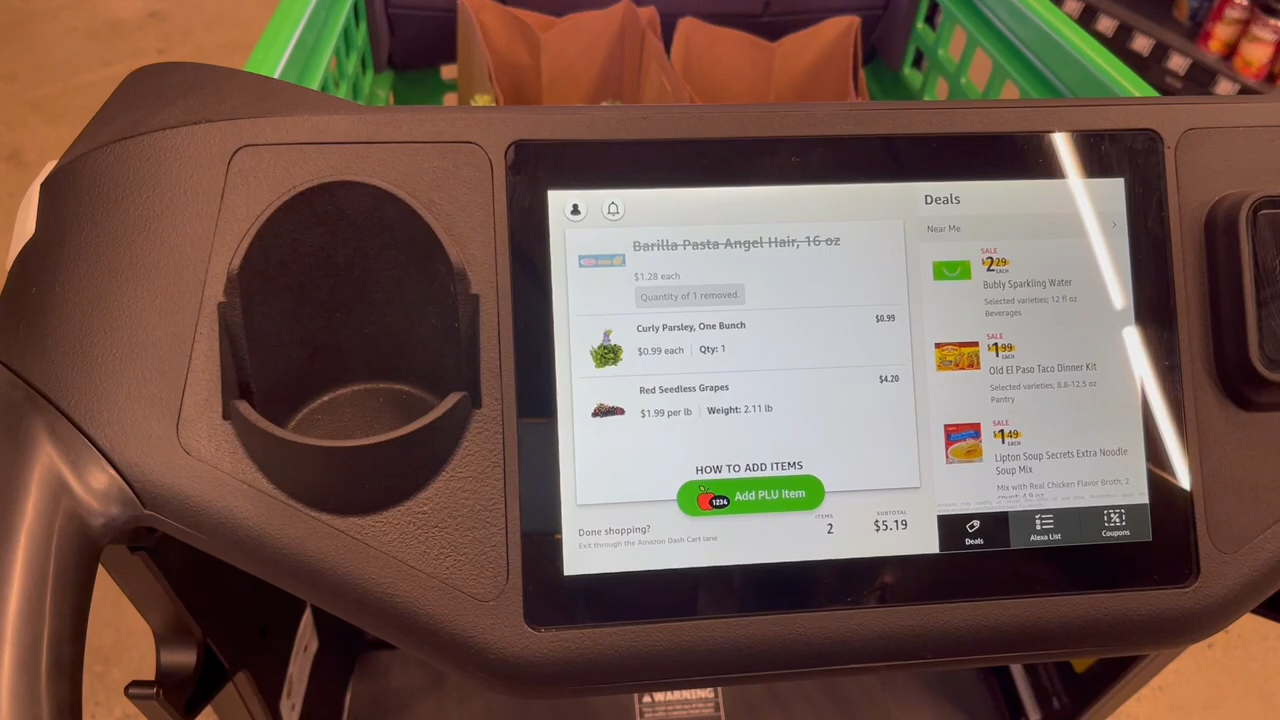 Barilla Pasta Angel Hair, 16 oz
$1.28 each
Quantity of 1 removed.
Curly Parsley, One Bunch
$0.99
$0.99 each | Qty: 1
Red Seedless Grapes
$4.20
$1.99 per lb | Weight: 2.11 lb
HOW TO ADD ITEMS
1234
Add PLU Item
Done shopping?
Exit through the Amazon Dash Cart lane
ITEMS
2
SUBTOTAL
$5.19
Deals
Near Me
SALE
$2.29
EACH
Bubly Sparkling Water
Selected varieties; 12 fl oz
Beverages
SALE
$1.99
EACH
Old El Paso Taco Dinner Kit
Selected varieties; 8.8-12.5 oz
Pantry
SALE
$1.49
EACH
Lipton Soup Secrets Extra Noodle
Soup Mix
Mix with Real Chicken Flavor Broth; 2
count; 4.9 oz
Deals
Alexa List
Coupons
WARNING